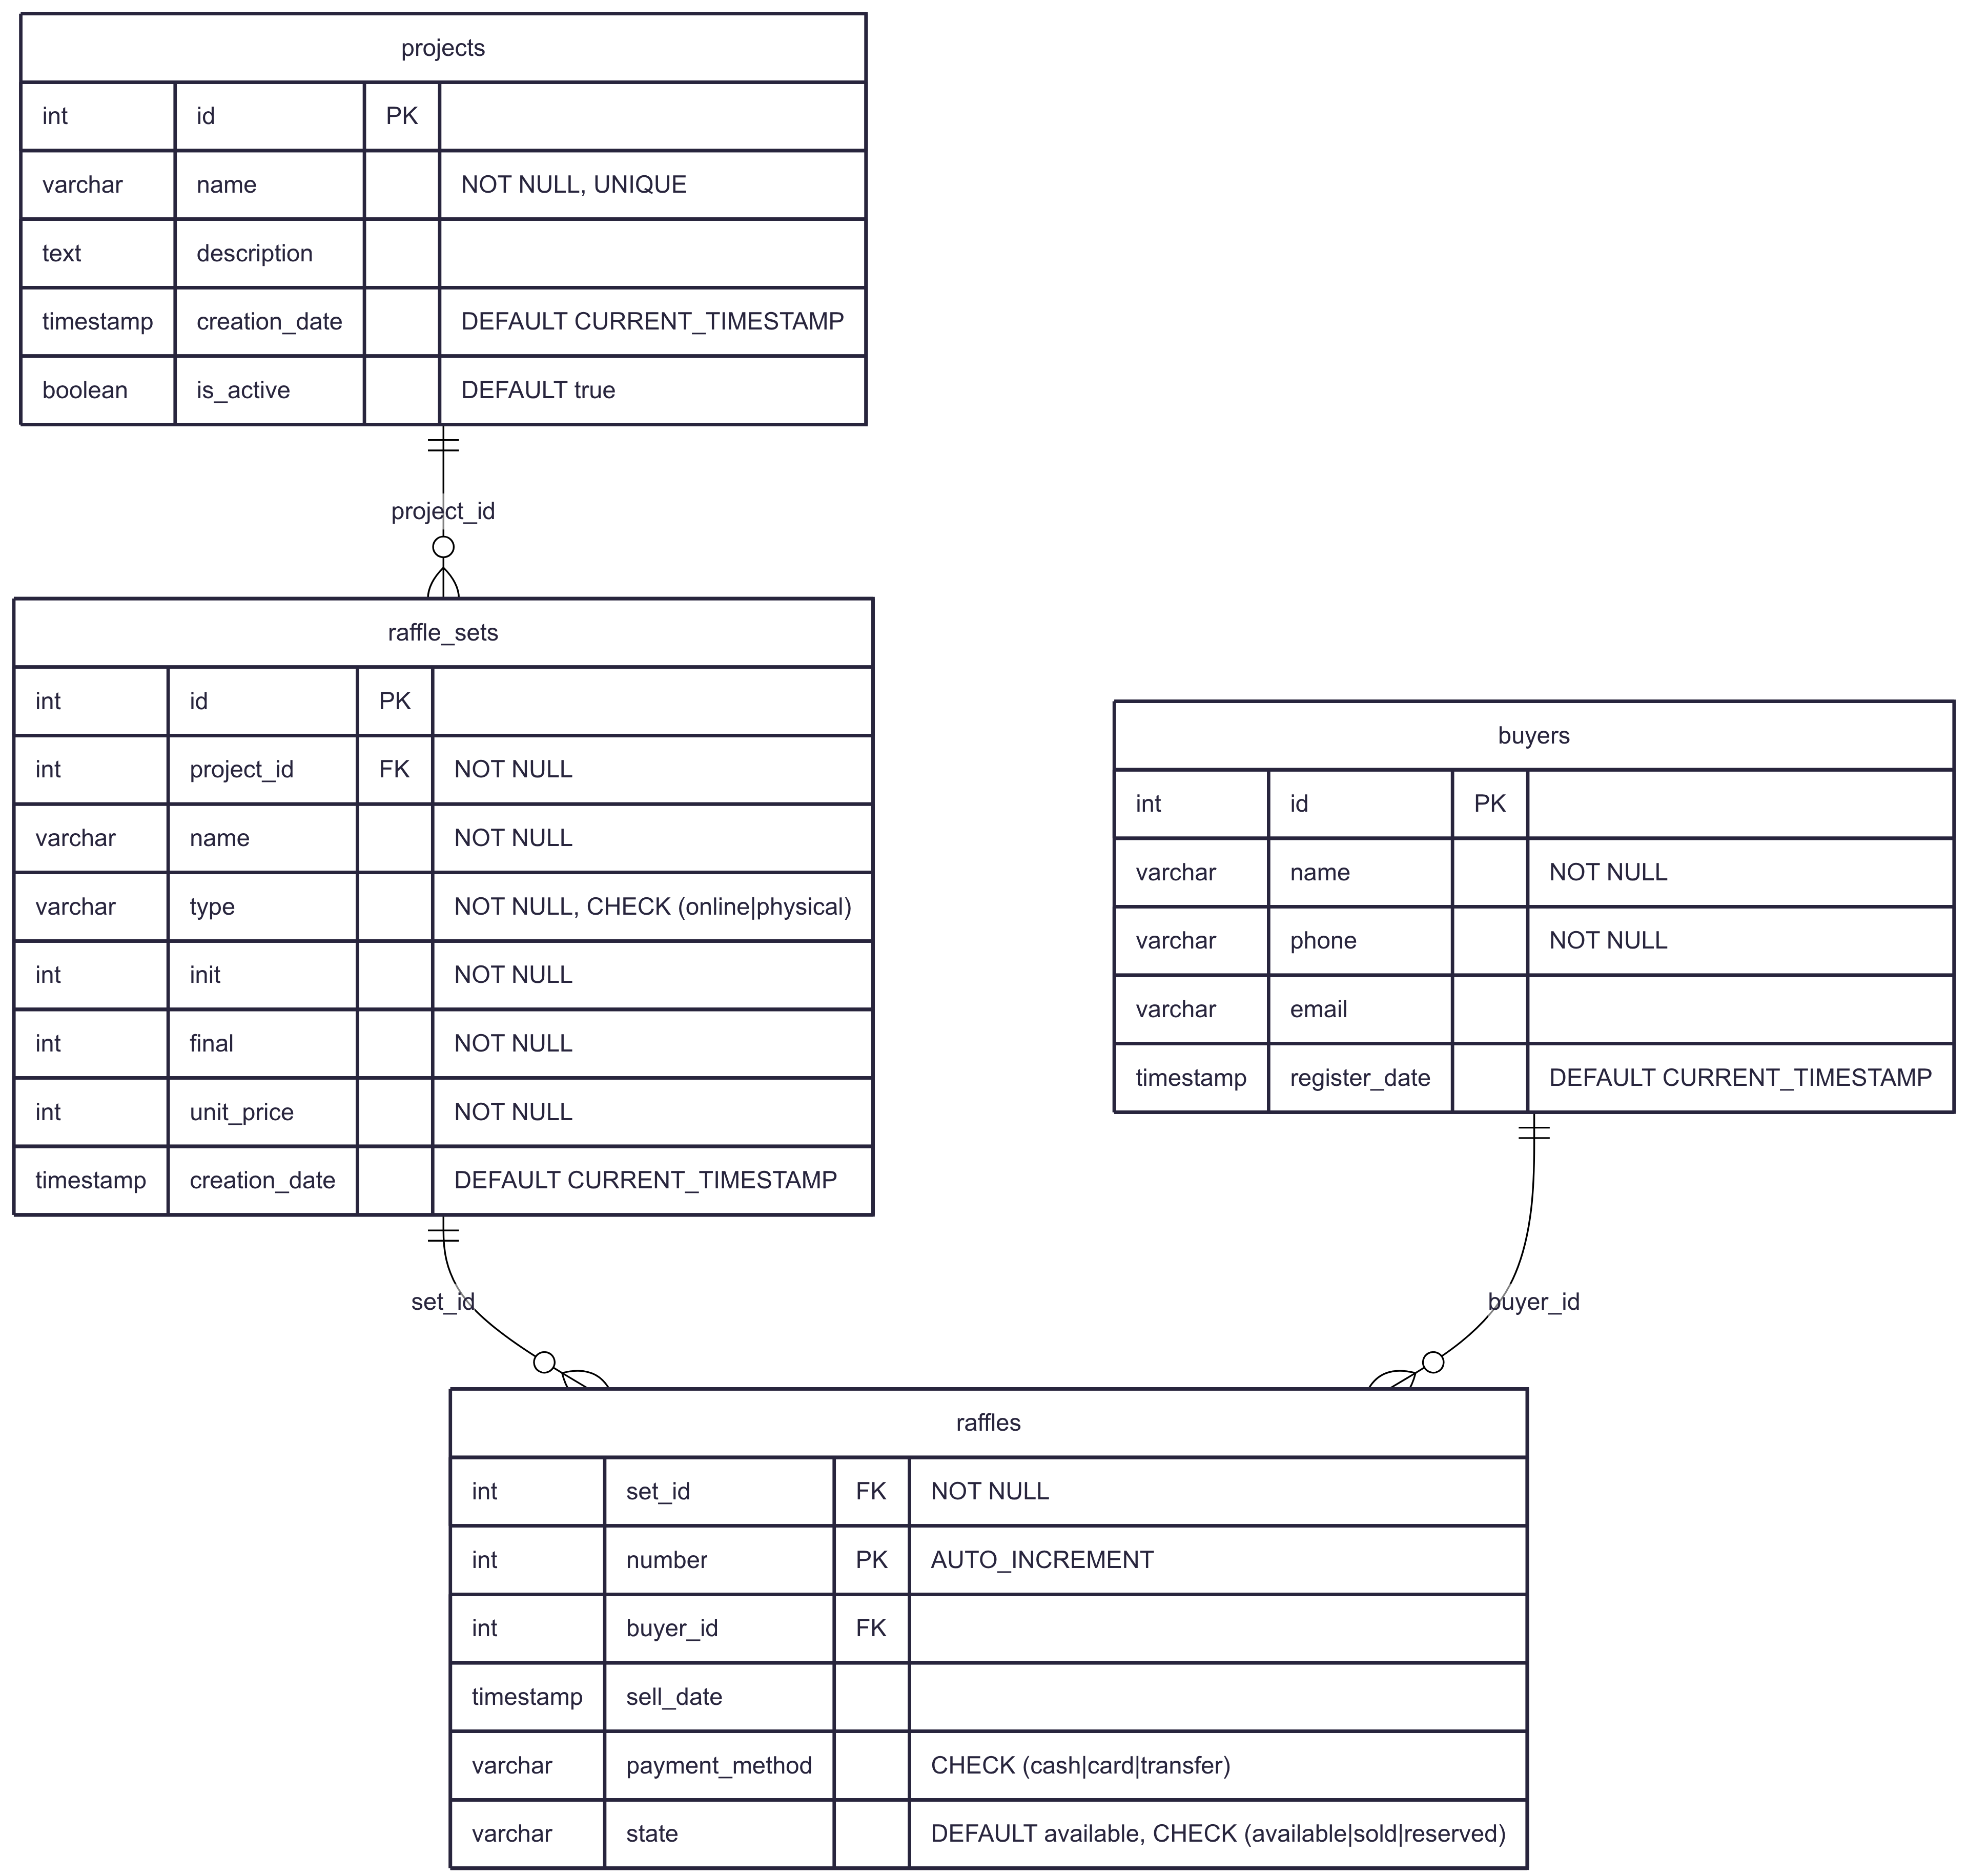 projects
int id PK
varchar name NOT NULL, UNIQUE
text description
timestamp creation_date DEFAULT CURRENT_TIMESTAMP
boolean is_active DEFAULT true
project_id
raffle_sets
int id PK
int project_id FK NOT NULL
varchar name NOT NULL
varchar type NOT NULL, CHECK (online|physical)
int init NOT NULL
int final NOT NULL
int unit_price NOT NULL
timestamp creation_date DEFAULT CURRENT_TIMESTAMP
buyers
int id PK
varchar name NOT NULL
varchar phone NOT NULL
varchar email
timestamp register_date DEFAULT CURRENT_TIMESTAMP
set_id
buyer_id
raffles
int set_id FK NOT NULL
int number PK AUTO_INCREMENT
int buyer_id FK
timestamp sell_date
varchar payment_method CHECK (cash|card|transfer)
varchar state DEFAULT available, CHECK (available|sold|reserved)